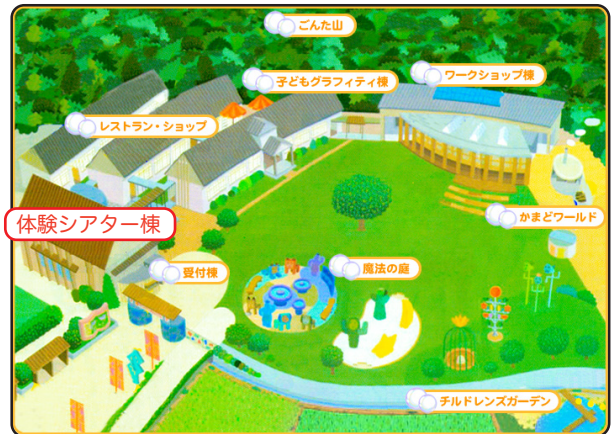 ごんた山
子どもグラフィティ棟
ワークショップ棟
レストラン・ショップ
体験シアター棟
かまどワールド
受付棟
魔法の庭
チルドレンズガーデン